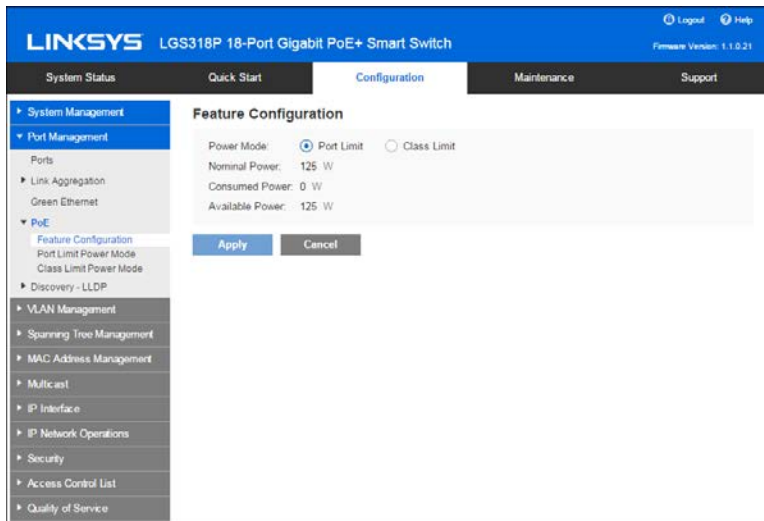 Logout Help
LINKSYS LGS318P 18-Port Gigabit PoE+ Smart Switch
Firmware Version: 1.1.0.21
System Status Quick Start Configuration Maintenance Support
System Management
Port Management
Ports
Link Aggregation
Green Ethernet
PoE
Feature Configuration
Port Limit Power Mode
Class Limit Power Mode
Discovery - LLDP
VLAN Management
Spanning Tree Management
MAC Address Management
Multicast
IP Interface
IP Network Operations
Security
Access Control List
Quality of Service
Feature Configuration
Power Mode: Port Limit Class Limit
Nominal Power: 125 W
Consumed Power: 0 W
Available Power: 125 W
Apply Cancel